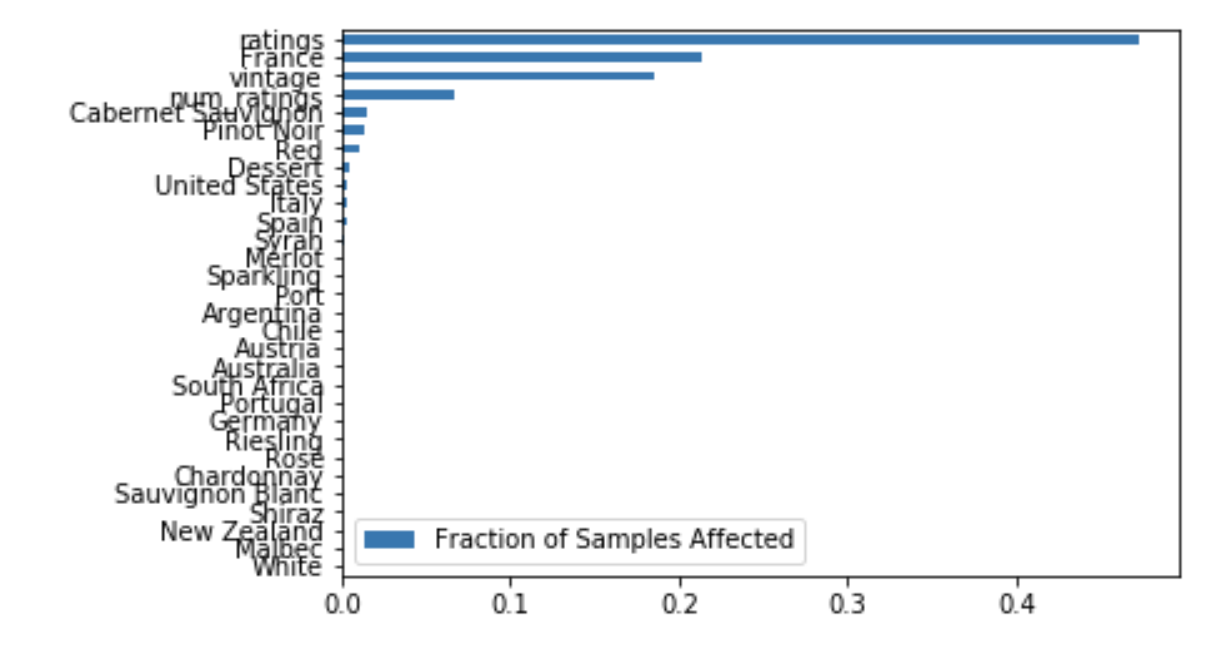 ratings
France
vintage
num_ratings
Cabernet Sauvignon
Pinot Noir
Red
Dessert
United States
Italy
Spain
Syrah
Merlot
Sparkling
Port
Argentina
Chile
Austria
Australia
South Africa
Portugal
Germany
Riesling
Rosé
Chardonnay
Sauvignon Blanc
Shiraz
New Zealand
Malbec
White
Fraction of Samples Affected
0.0 0.1 0.2 0.3 0.4